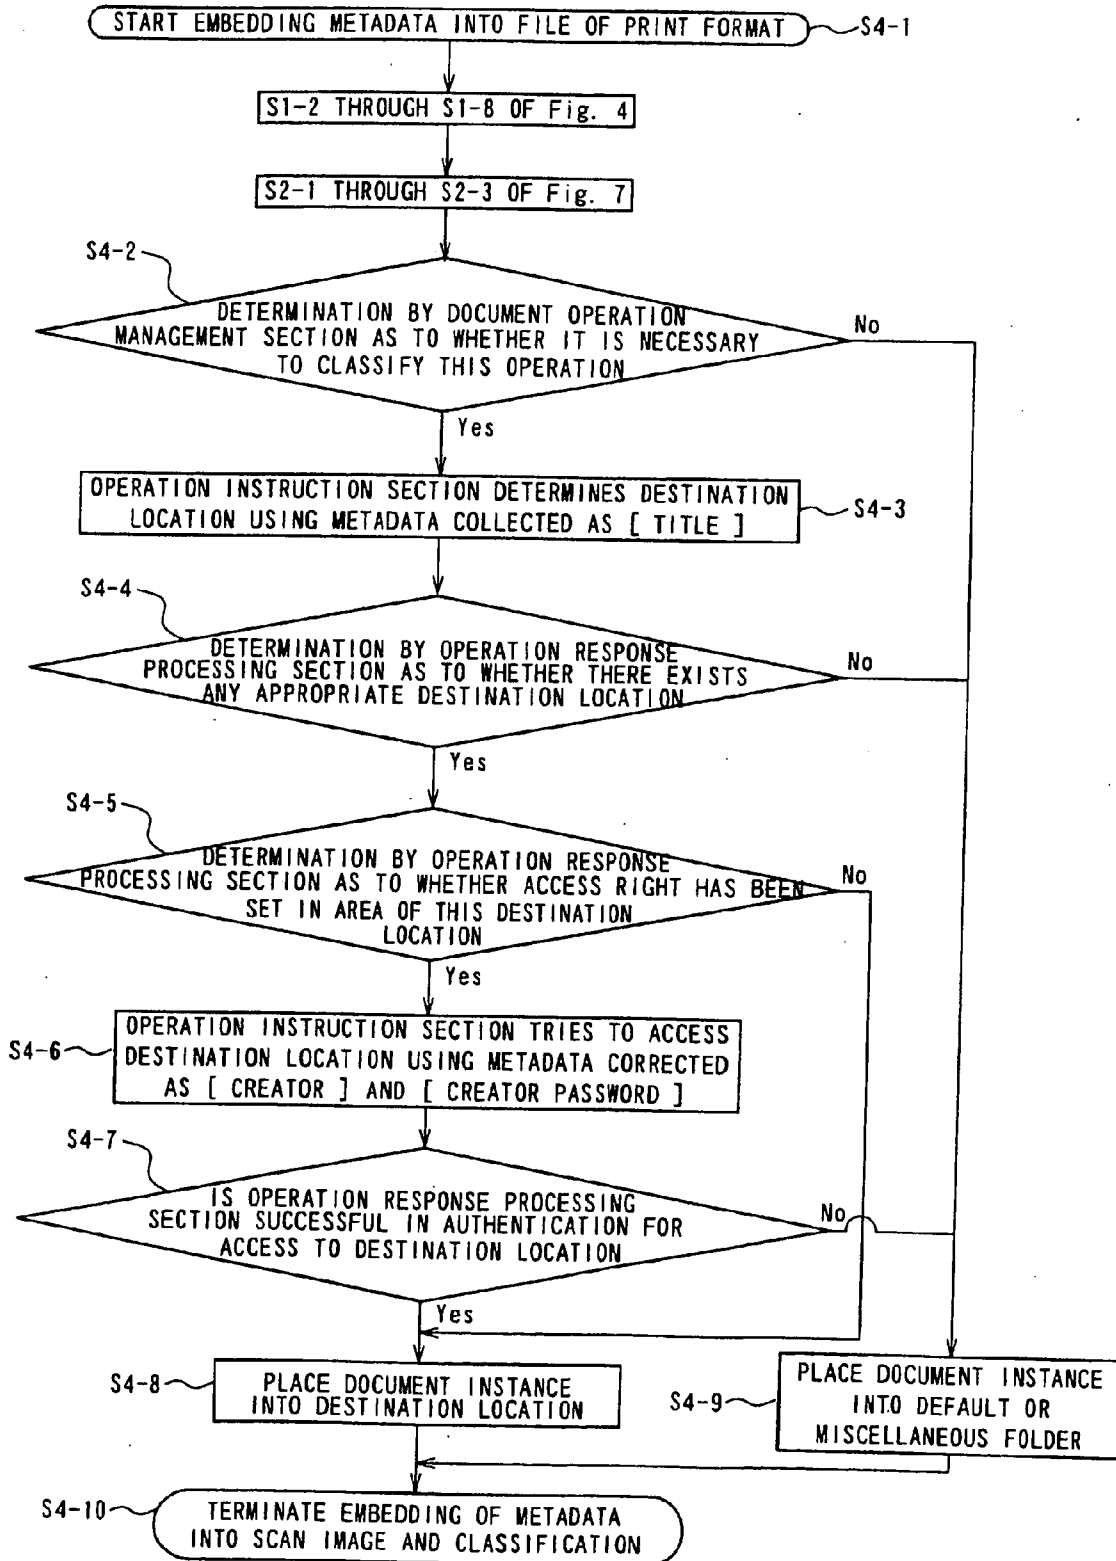 START EMBEDDING METADATA INTO FILE OF PRINT FORMAT
S4-1
S1-2 THROUGH S1-8 OF Fig. 4
S2-1 THROUGH S2-3 OF Fig. 7
S4-2
DETERMINATION BY DOCUMENT OPERATION
MANAGEMENT SECTION AS TO WHETHER IT IS NECESSARY
TO CLASSIFY THIS OPERATION
No
Yes
OPERATION INSTRUCTION SECTION DETERMINES DESTINATION
LOCATION USING METADATA COLLECTED AS [ TITLE ]
S4-3
S4-4
DETERMINATION BY OPERATION RESPONSE
PROCESSING SECTION AS TO WHETHER THERE EXISTS
ANY APPROPRIATE DESTINATION LOCATION
No
Yes
S4-5
DETERMINATION BY OPERATION RESPONSE
PROCESSING SECTION AS TO WHETHER ACCESS RIGHT HAS BEEN
SET IN AREA OF THIS DESTINATION
LOCATION
No
Yes
OPERATION INSTRUCTION SECTION TRIES TO ACCESS
DESTINATION LOCATION USING METADATA CORRECTED
AS [ CREATOR ] AND [ CREATOR PASSWORD ]
S4-6
S4-7
IS OPERATION RESPONSE PROCESSING
SECTION SUCCESSFUL IN AUTHENTICATION FOR
ACCESS TO DESTINATION LOCATION
No
Yes
S4-8
PLACE DOCUMENT INSTANCE
INTO DESTINATION LOCATION
S4-9
PLACE DOCUMENT INSTANCE
INTO DEFAULT OR
MISCELLANEOUS FOLDER
S4-10
TERMINATE EMBEDDING OF METADATA
INTO SCAN IMAGE AND CLASSIFICATION